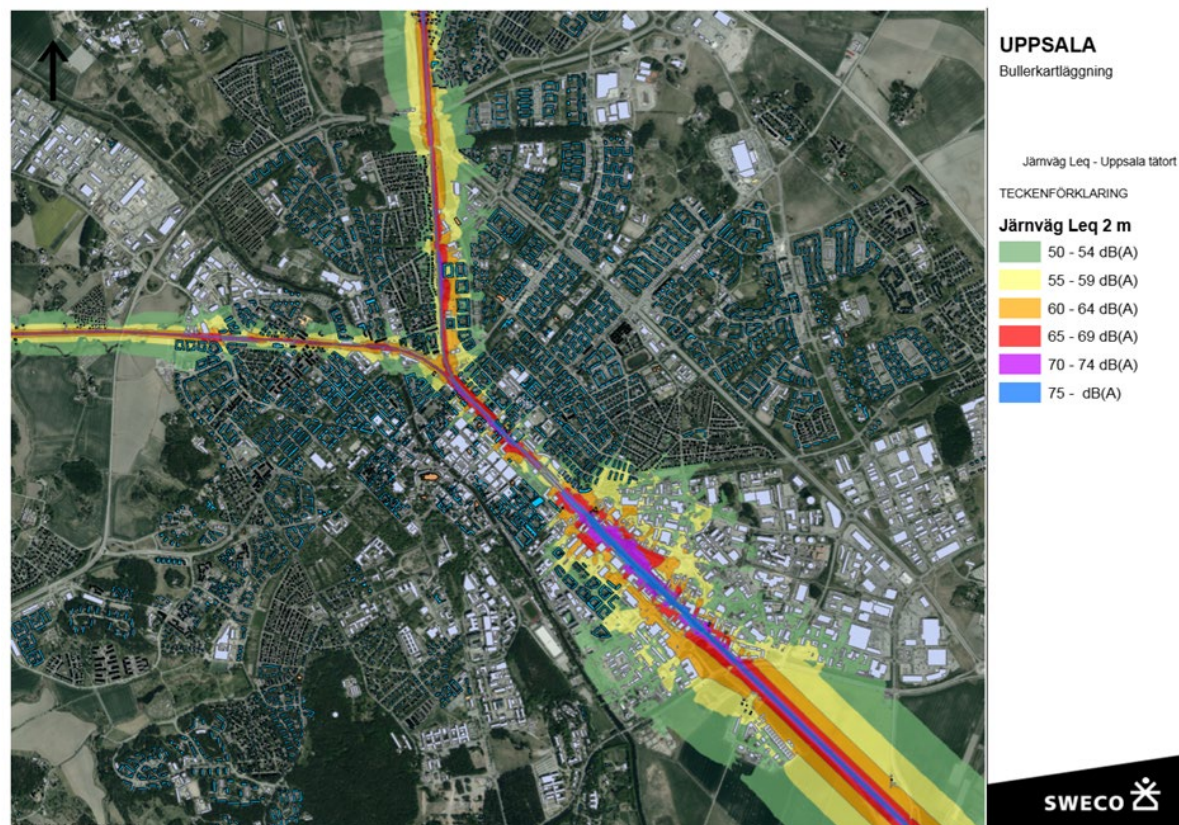 UPPSALA
Bullerkartläggning
Järnväg Leq - Uppsala tätort
TECKENFÖRKLARING
Järnväg Leq 2 m
50 - 54 dB(A)
55 - 59 dB(A)
60 - 64 dB(A)
65 - 69 dB(A)
70 - 74 dB(A)
75 - dB(A)
SWECO